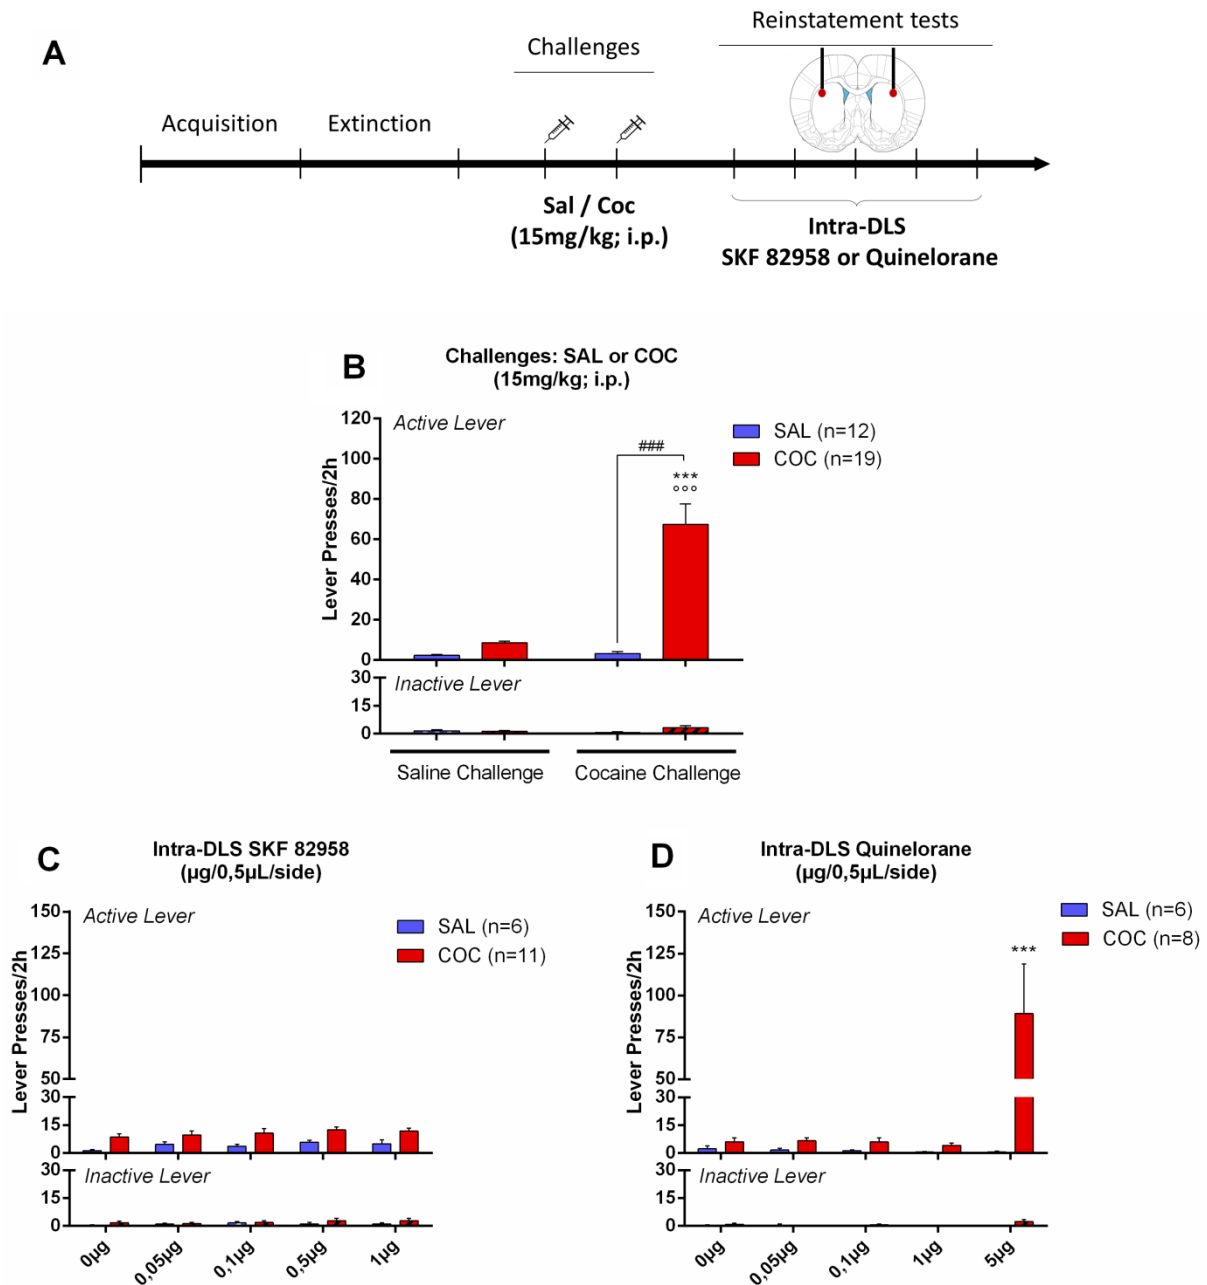 A
Challenges
Reinstatement tests
Acquisition
Extinction
Sal / Coc
(15mg/kg; i.p.)
Intra-DLS
SKF 82958 or Quinelorane
B
Challenges: SAL or COC
(15mg/kg; i.p.)
Active Lever
SAL (n=12)
COC (n=19)
Lever Presses/2h
120
100
80
60
40
20
0
###
***
°°°
Inactive Lever
30
15
0
Saline Challenge
Cocaine Challenge
C
Intra-DLS SKF 82958
(µg/0,5µL/side)
Active Lever
SAL (n=6)
COC (n=11)
Lever Presses/2h
150
125
100
75
50
30
15
0
Inactive Lever
30
15
0
0µg
0,05µg
0,1µg
0,5µg
1µg
D
Intra-DLS Quinelorane
(µg/0,5µL/side)
Active Lever
SAL (n=6)
COC (n=8)
Lever Presses/2h
150
125
100
75
50
30
15
0
***
Inactive Lever
30
15
0
0µg
0,05µg
0,1µg
1µg
5µg